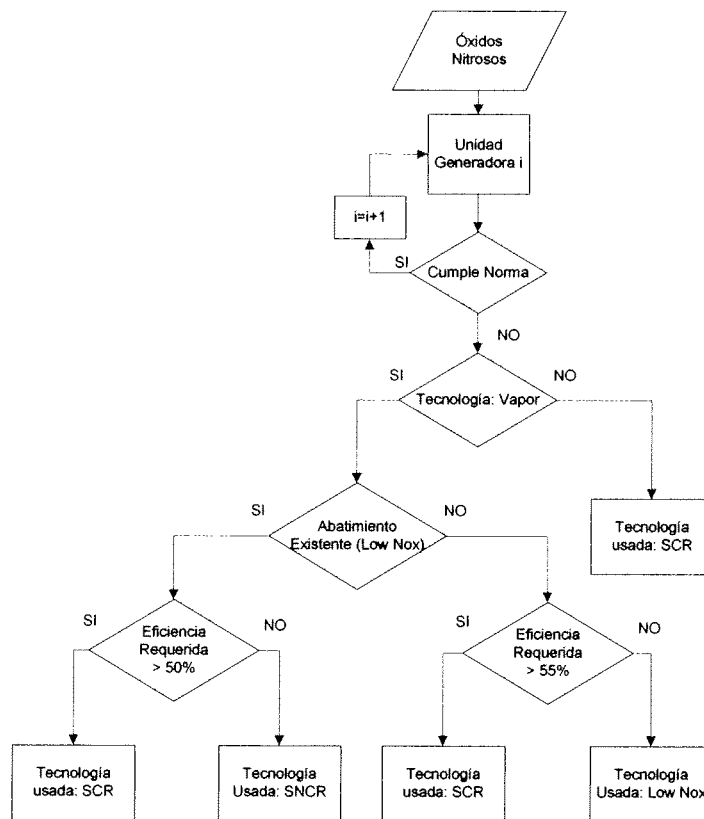 Óxidos
Nitrosos
Unidad
Generadora i
i=i+1
SI
Cumple Norma
NO
SI
NO
Tecnología: Vapor
SI
NO
Abatimiento
Existente (Low Nox)
Tecnología
usada: SCR
SI
NO
SI
NO
Eficiencia
Requerida
> 50%
Eficiencia
Requerida
> 55%
Tecnología
usada: SCR
Tecnología
Usada: SNCR
Tecnología
usada: SCR
Tecnología
Usada: Low Nox